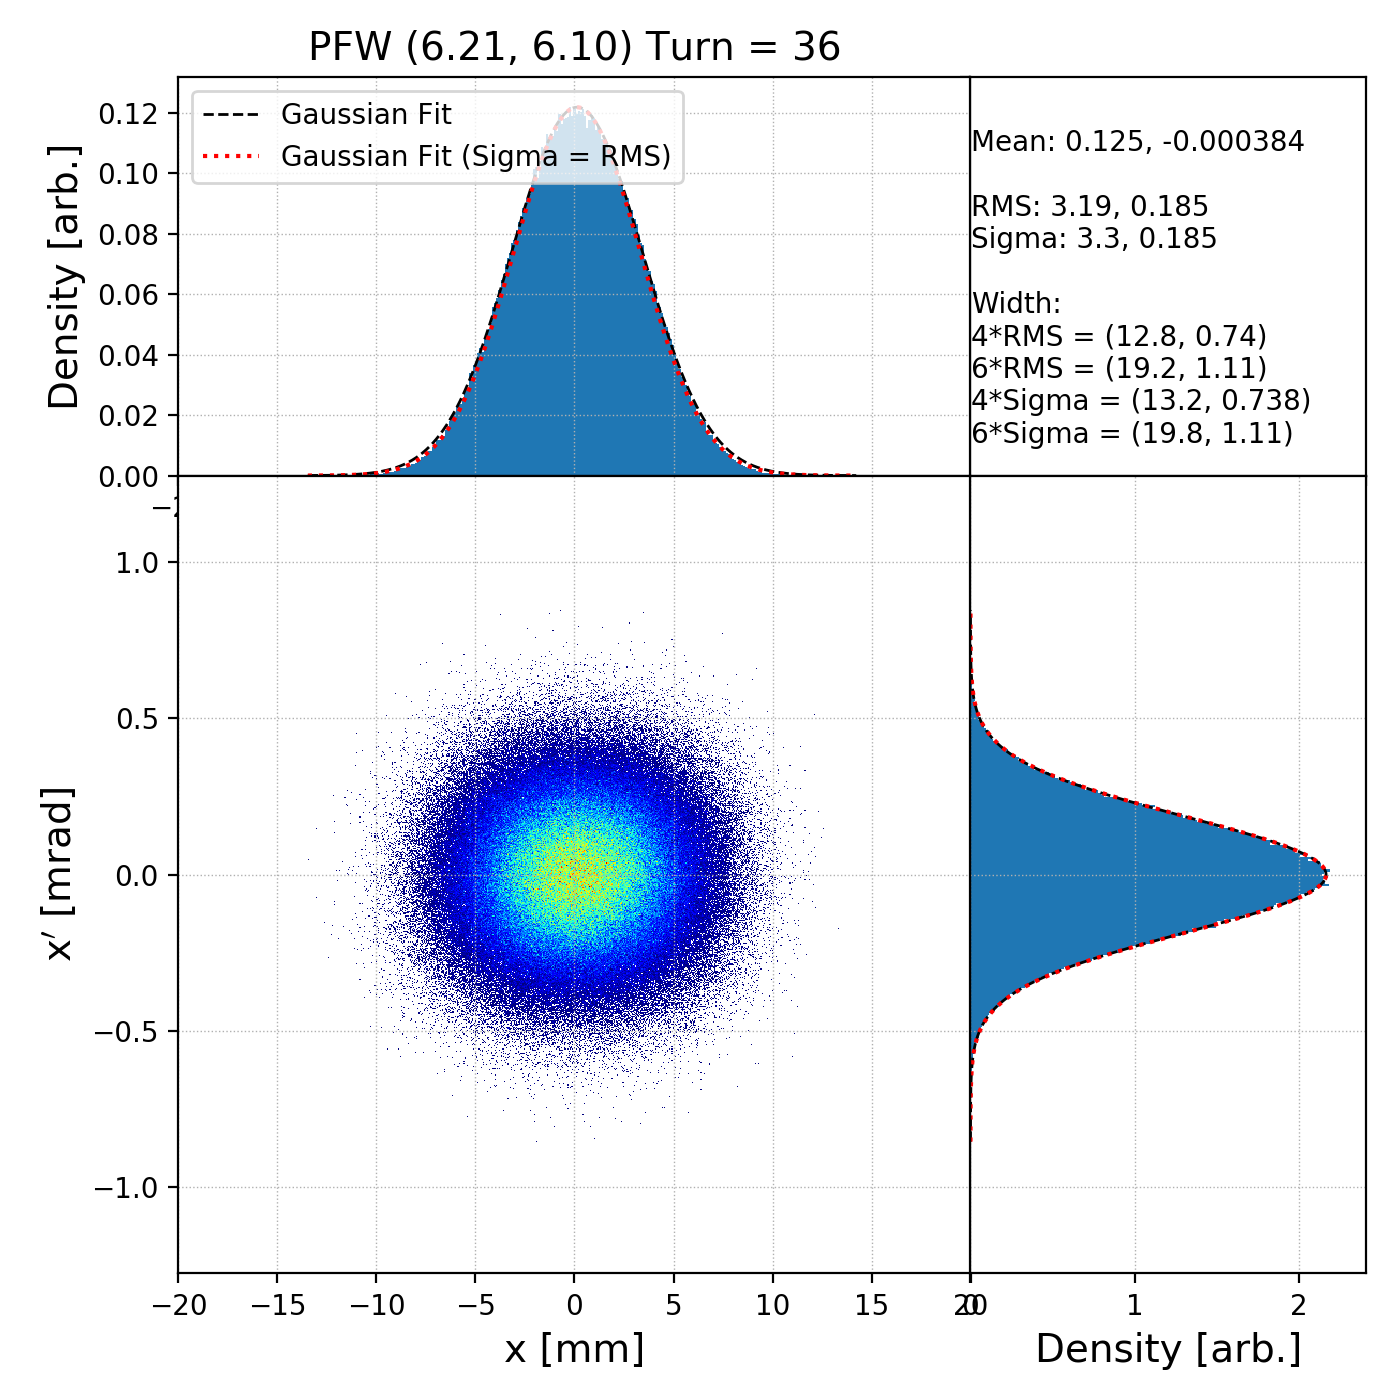 PFW (6.21, 6.10) Turn = 36
Gaussian Fit
Gaussian Fit (Sigma = RMS)
Density [arb.]
0.12
0.10
0.08
0.06
0.04
0.02
0.00
Mean: 0.125, -0.000384
RMS: 3.19, 0.185
Sigma: 3.3, 0.185
Width:
4*RMS = (12.8, 0.74)
6*RMS = (19.2, 1.11)
4*Sigma = (13.2, 0.738)
6*Sigma = (19.8, 1.11)
x′ [mrad]
1.0
0.5
0.0
−0.5
−1.0
−20 −15 −10 −5 0 5 10 15 20
x [mm]
0 1 2
Density [arb.]